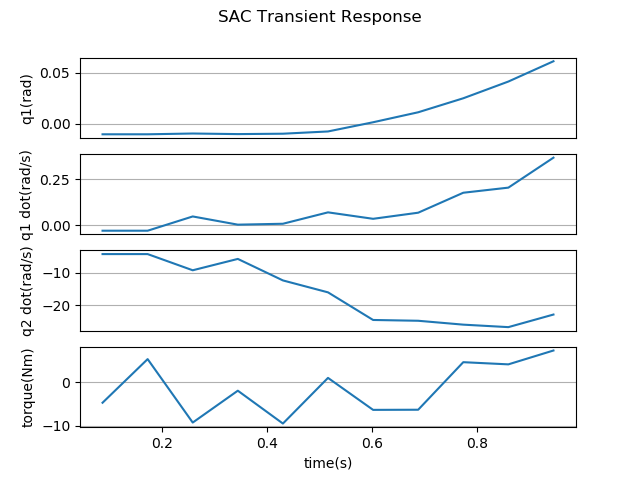 SAC Transient Response
0.05
0.00
q1(rad)
0.25
0.00
q1 dot(rad/s)
−10
−20
q2 dot(rad/s)
0
−10
torque(Nm)
0.2 0.4 0.6 0.8
time(s)